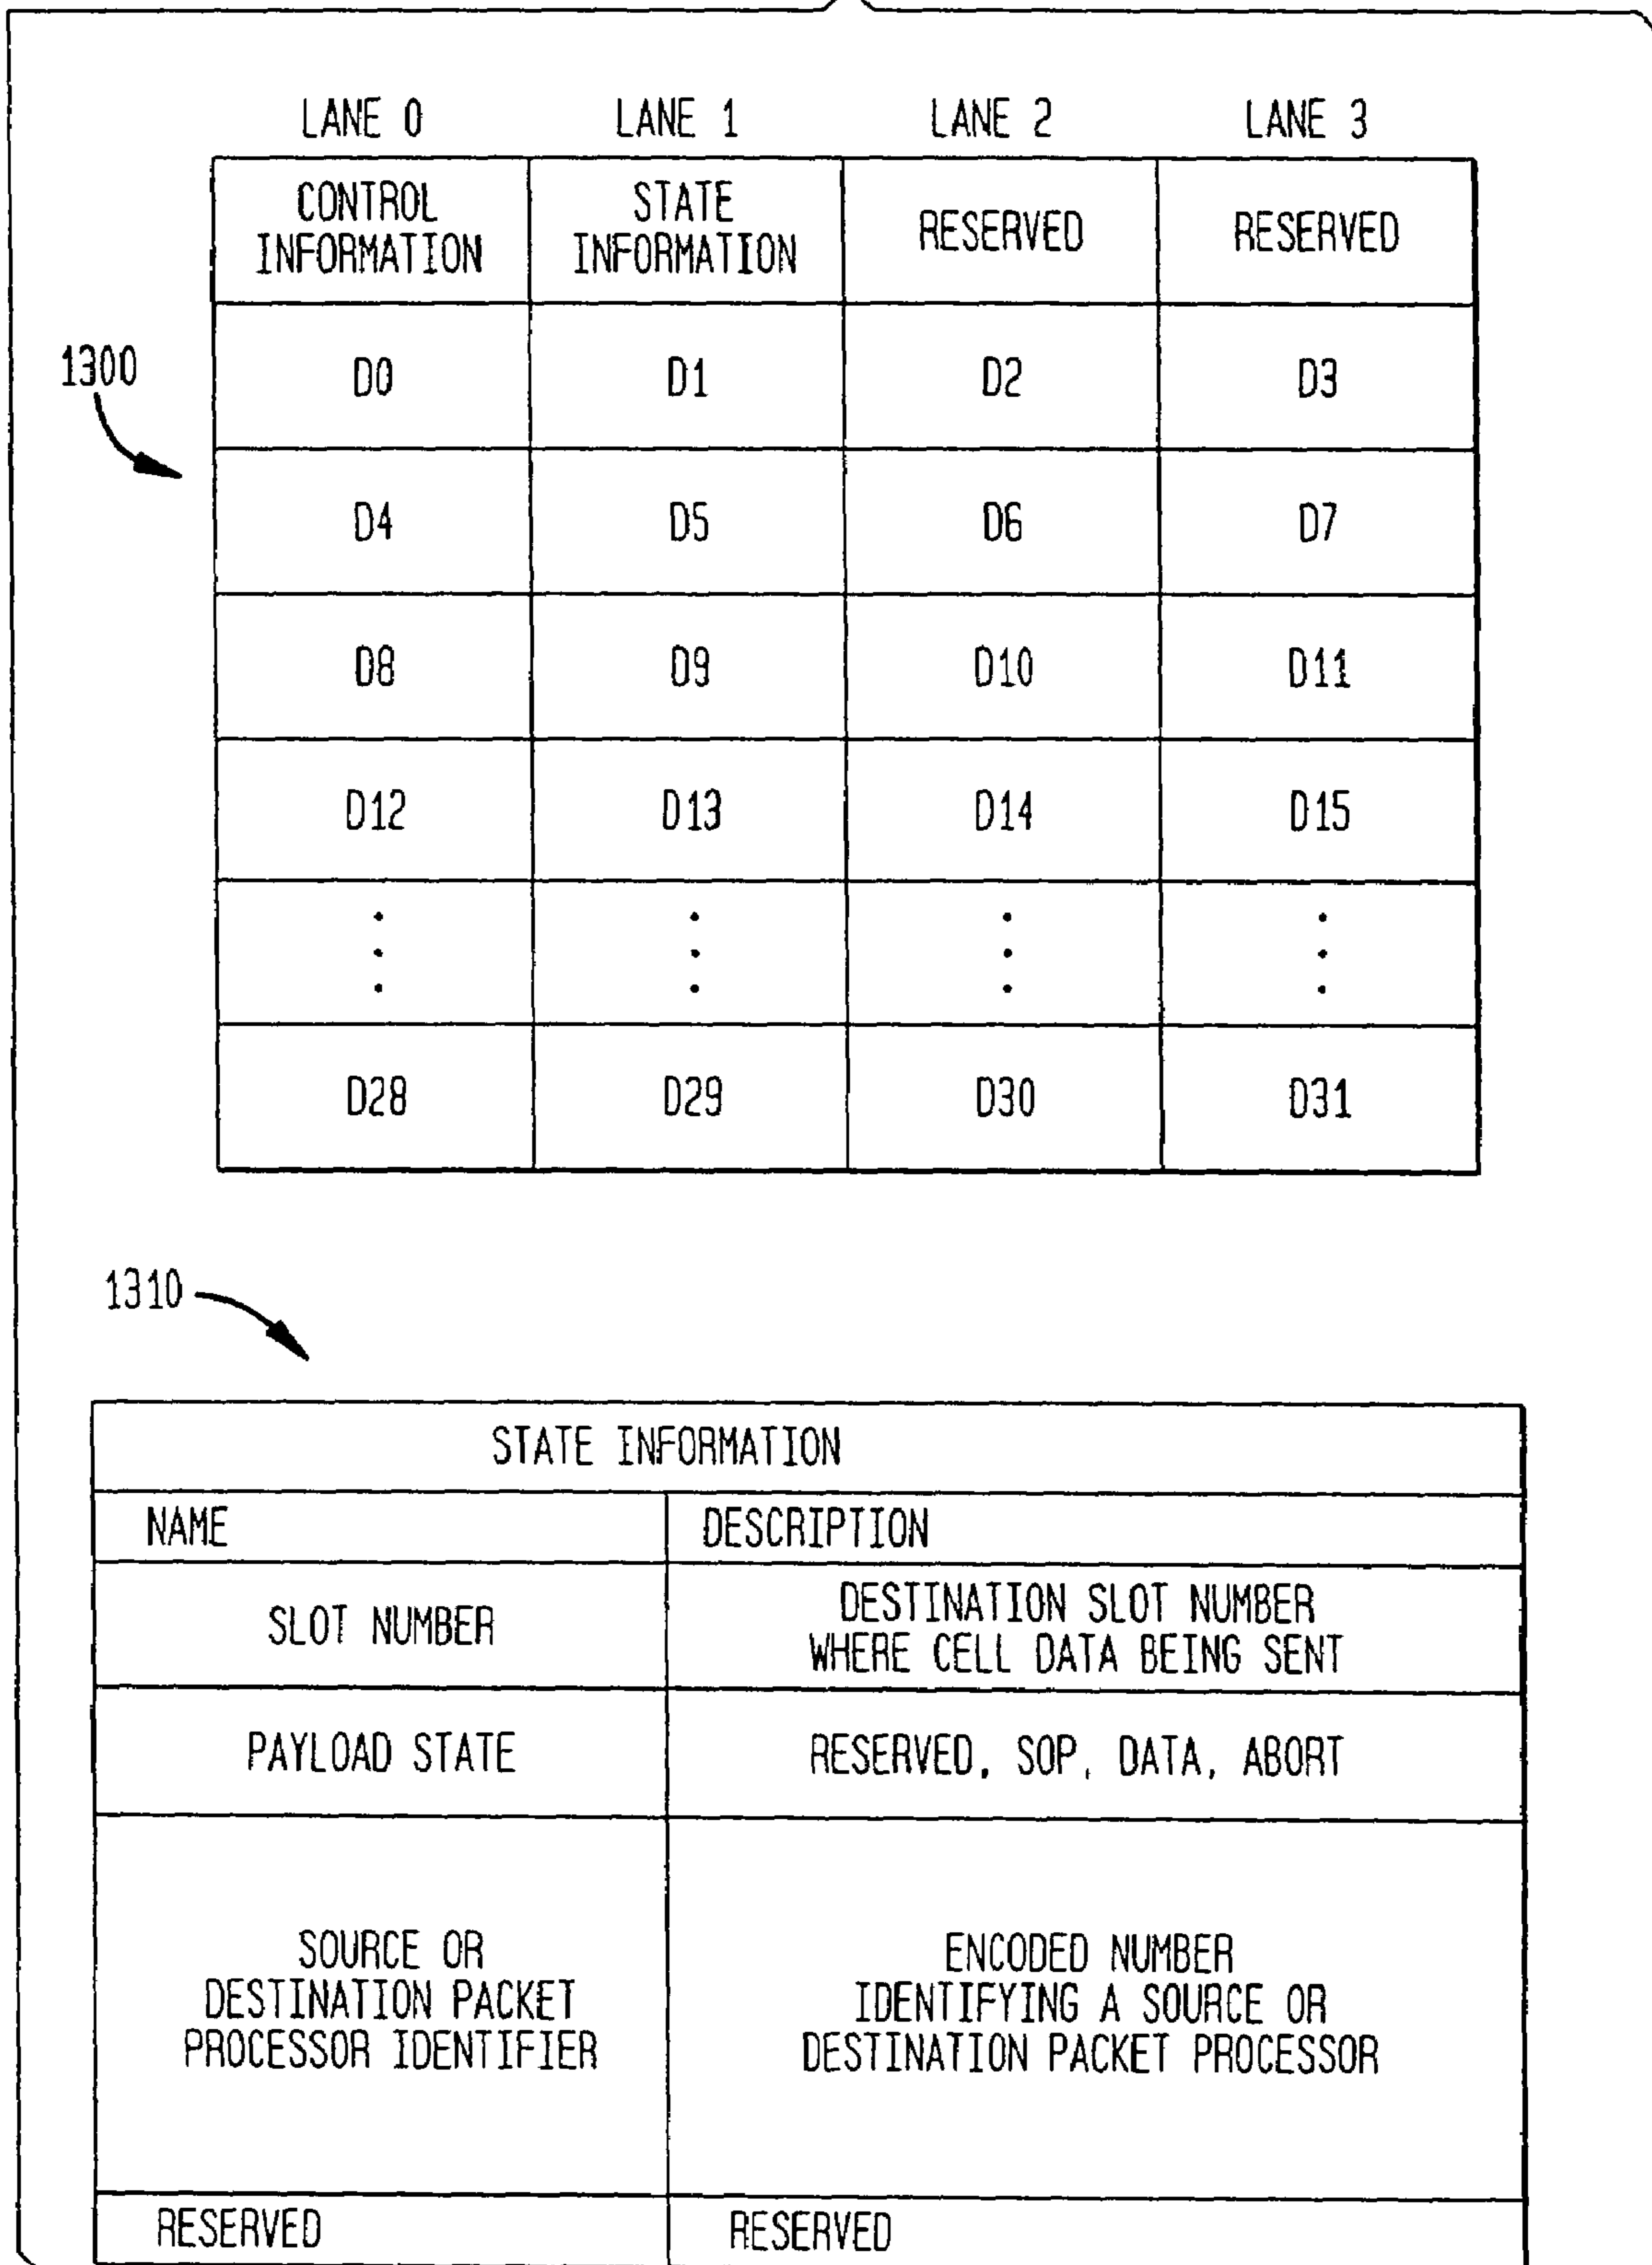 LANE 0 LANE 1 LANE 2 LANE 3
CONTROL INFORMATION STATE INFORMATION RESERVED RESERVED
1300
D0 D1 D2 D3
D4 D5 D6 D7
D8 D9 D10 D11
D12 D13 D14 D15
D28 D29 D30 D31
1310
STATE INFORMATION
NAME DESCRIPTION
SLOT NUMBER
DESTINATION SLOT NUMBER
WHERE CELL DATA BEING SENT
PAYLOAD STATE
RESERVED, SOP, DATA, ABORT
SOURCE OR
DESTINATION PACKET
PROCESSOR IDENTIFIER
ENCODED NUMBER
IDENTIFYING A SOURCE OR
DESTINATION PACKET PROCESSOR
RESERVED RESERVED